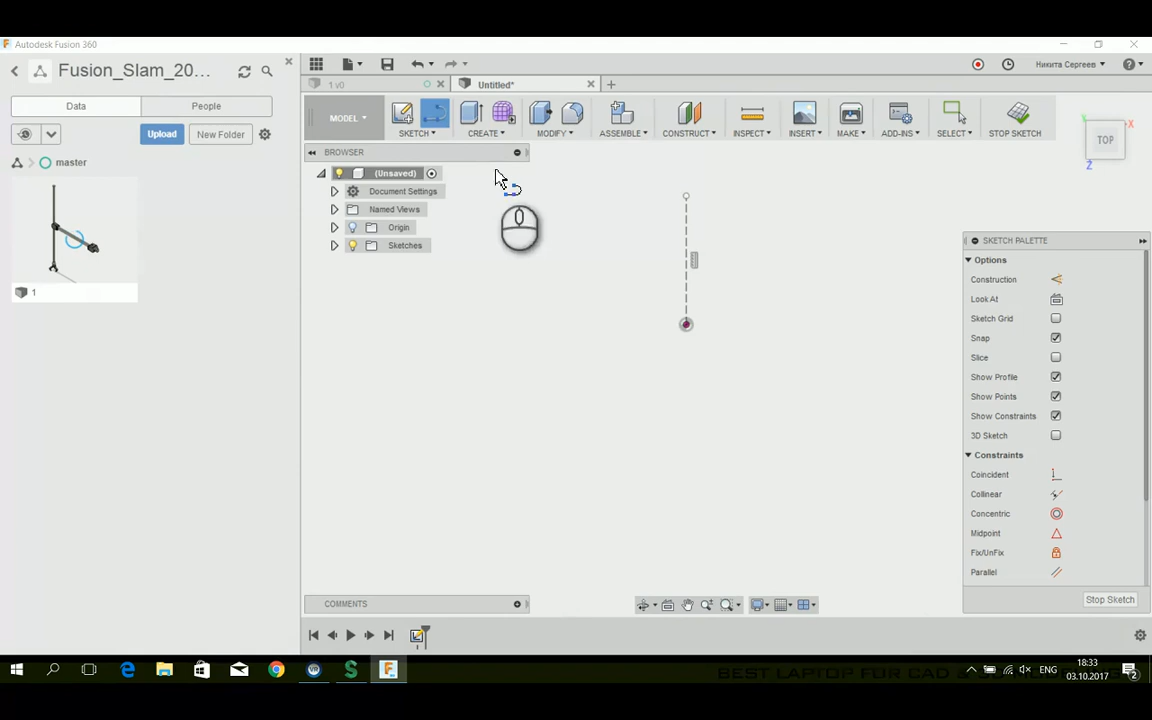 Autodesk Fusion 360
Fusion_Slam_20...
Data People
Upload New Folder
master
1
1 v0 Untitled*
Никита Сергеев
MODEL SKETCH CREATE MODIFY ASSEMBLE CONSTRUCT INSPECT INSERT MAKE ADD-INS SELECT STOP SKETCH
BROWSER
(Unsaved)
Document Settings
Named Views
Origin
Sketches
TOP
X
Y
Z
SKETCH PALETTE
Options
Construction
Look At
Sketch Grid
Snap
Slice
Show Profile
Show Points
Show Constraints
3D Sketch
Constraints
Coincident
Collinear
Concentric
Midpoint
Fix/UnFix
Parallel
Stop Sketch
COMMENTS
ENG
18:33
03.10.2017
2